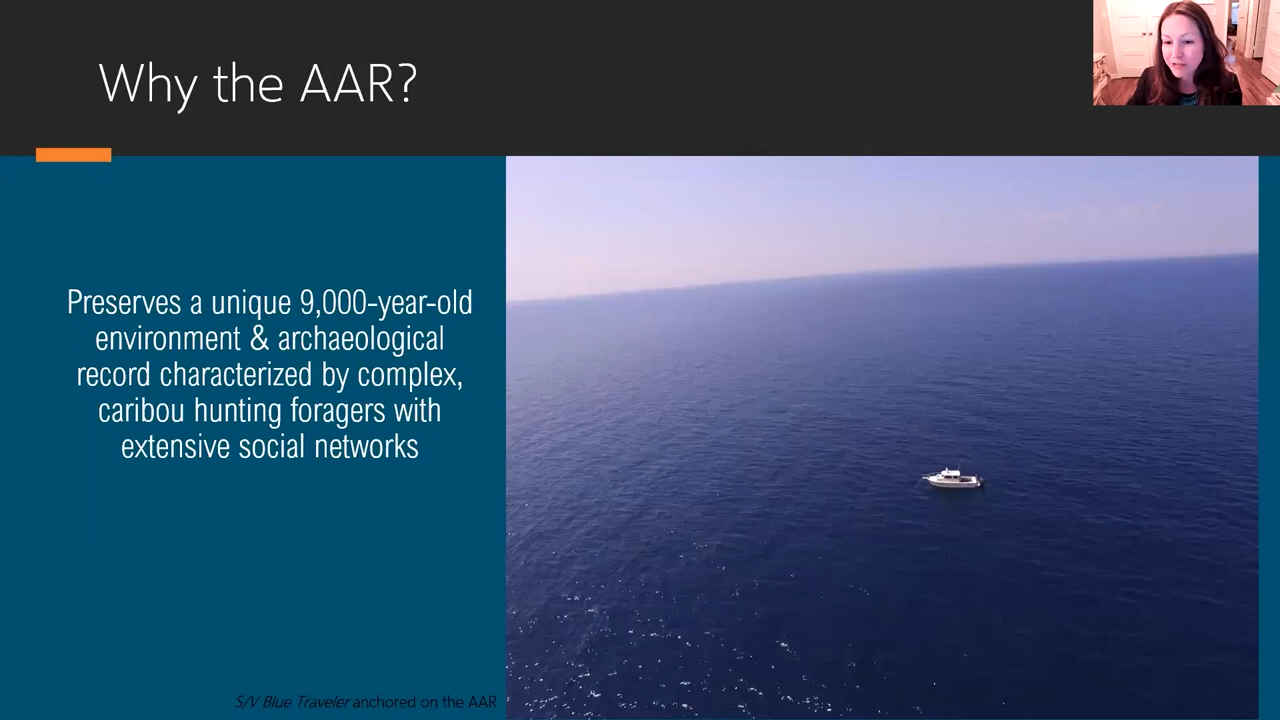 Why the AAR?
Preserves a unique 9,000-year-old
environment & archaeological
record characterized by complex,
caribou hunting foragers with
extensive social networks
S/V Blue Traveler anchored on the AAR